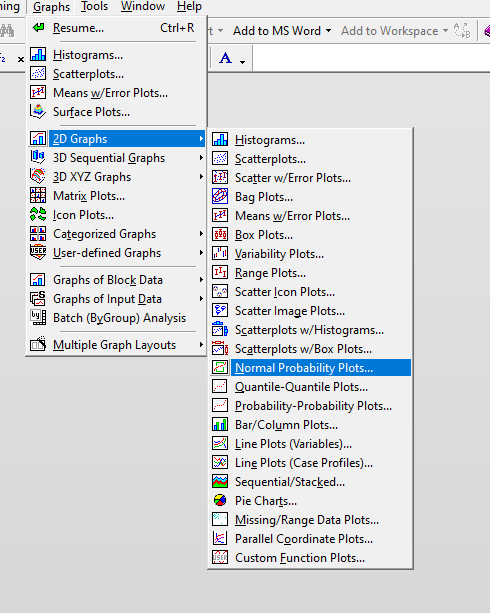 ning Graphs Tools Window Help
Resume... Ctrl+R
Add to MS Word Add to Workspace
Histograms...
Scatterplots...
Means w/Error Plots...
Surface Plots...
2D Graphs
3D Sequential Graphs
3D XYZ Graphs
Matrix Plots...
Icon Plots...
Categorized Graphs
User-defined Graphs
Graphs of Block Data
Graphs of Input Data
Batch (ByGroup) Analysis
Multiple Graph Layouts
Histograms...
Scatterplots...
Scatter w/Error Plots...
Bag Plots...
Means w/Error Plots...
Box Plots...
Variability Plots...
Range Plots...
Scatter Icon Plots...
Scatter Image Plots...
Scatterplots w/Histograms...
Scatterplots w/Box Plots...
Normal Probability Plots...
Quantile-Quantile Plots...
Probability-Probability Plots...
Bar/Column Plots...
Line Plots (Variables)...
Line Plots (Case Profiles)...
Sequential/Stacked...
Pie Charts...
Missing/Range Data Plots...
Parallel Coordinate Plots...
Custom Function Plots...